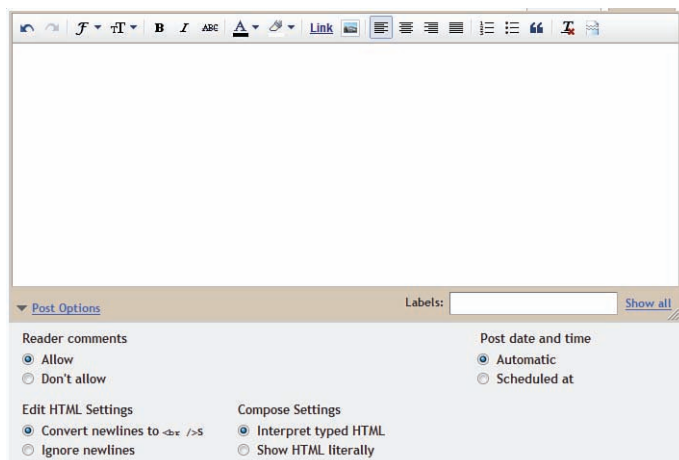 F T B I ABC A Link T
Labels: Show all
Post Options
Reader comments
Allow
Don't allow
Post date and time
Automatic
Scheduled at
Edit HTML Settings
Convert newlines to <br />s
Ignore newlines
Compose Settings
Interpret typed HTML
Show HTML literally